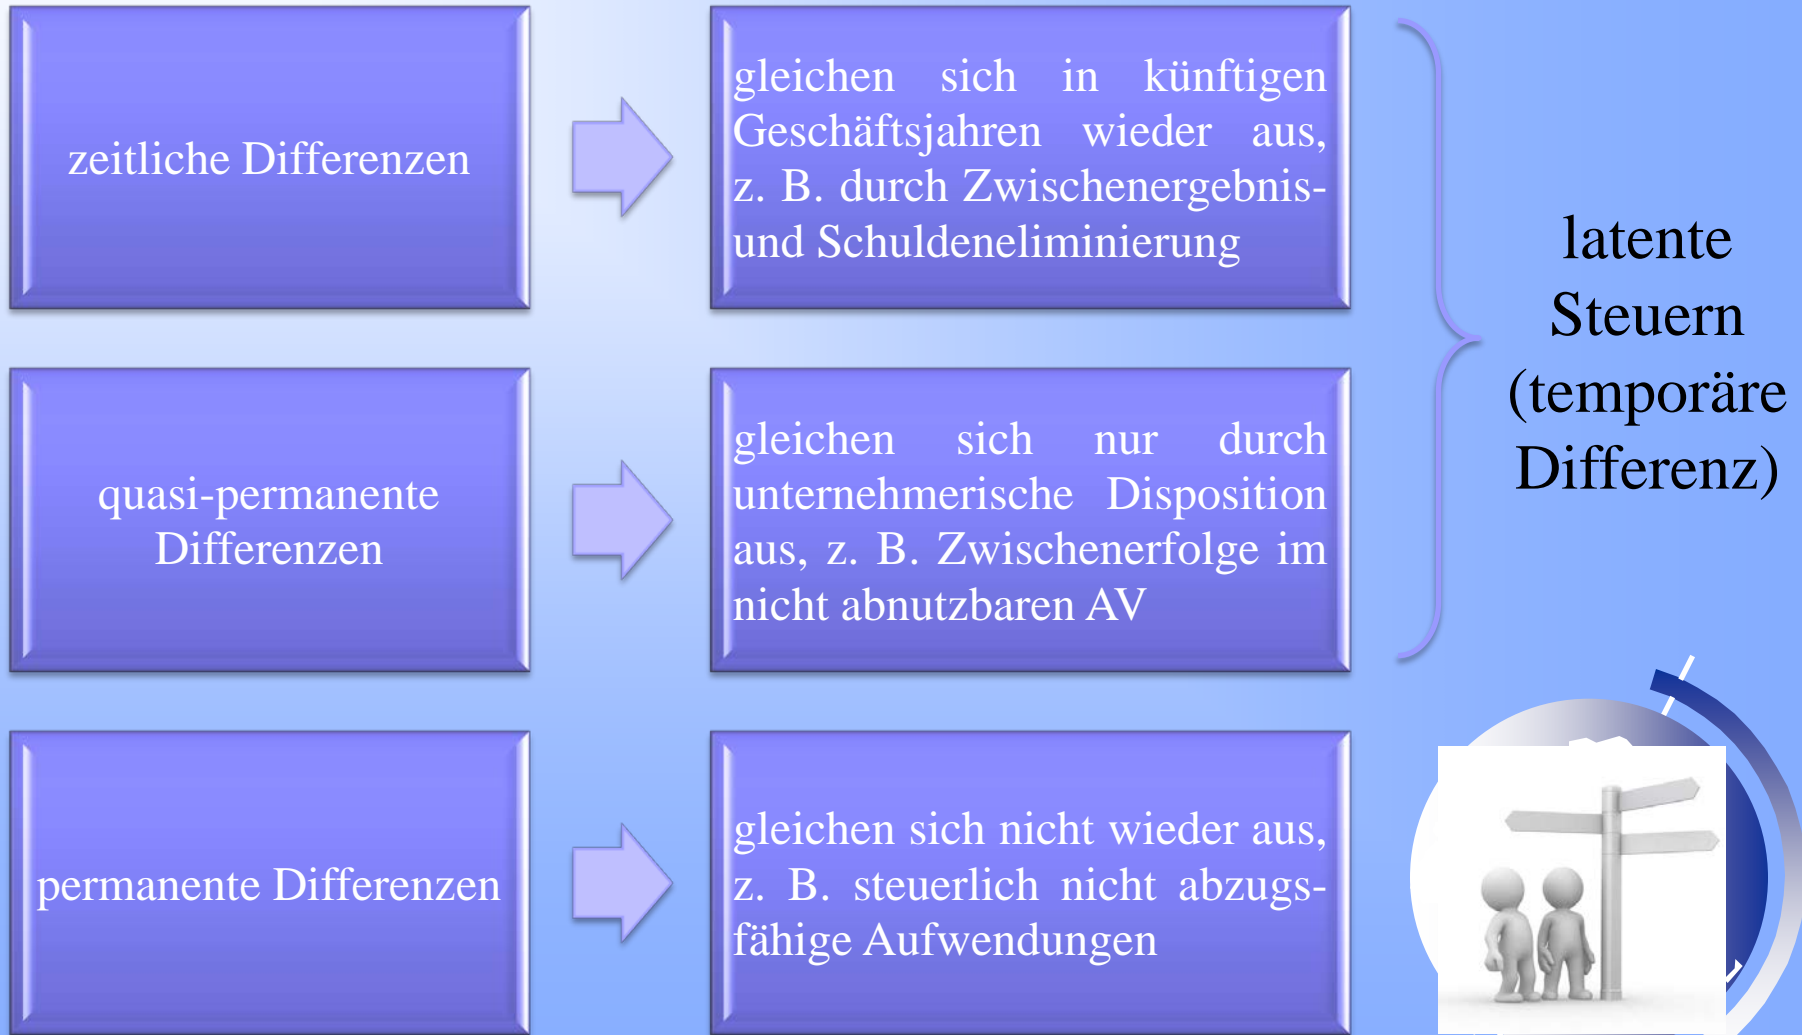 zeitliche Differenzen
gleichen sich in künftigen
Geschäftsjahren wieder aus,
z. B. durch Zwischenergebnis-
und Schuldeneliminierung
quasi-permanente
Differenzen
gleichen sich nur durch
unternehmerische Disposition
aus, z. B. Zwischenerfolge im
nicht abnutzbaren AV
permanente Differenzen
gleichen sich nicht wieder aus,
z. B. steuerlich nicht abzugs-
fähige Aufwendungen
latente
Steuern
(temporäre
Differenz)